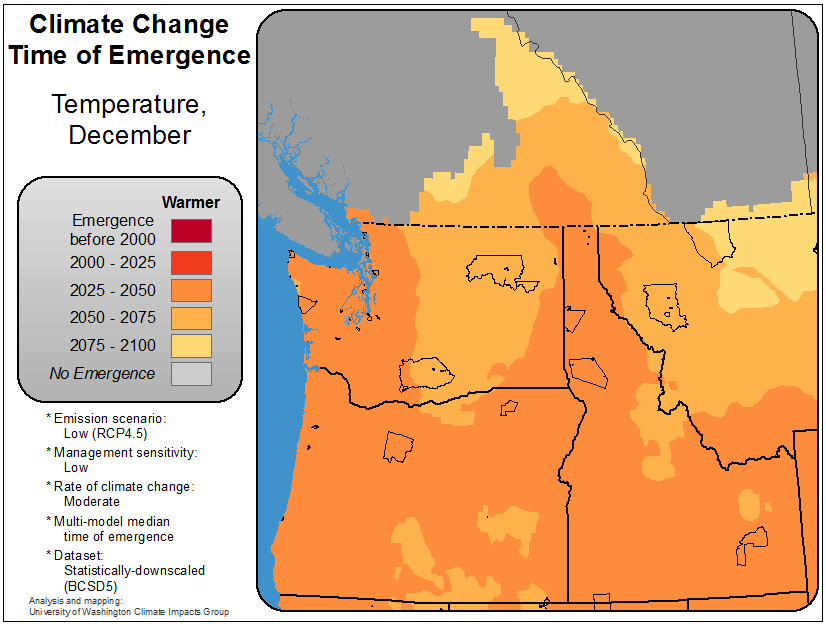 Climate Change
Time of Emergence
Temperature,
December
Warmer
Emergence
before 2000
2000 - 2025
2025 - 2050
2050 - 2075
2075 - 2100
No Emergence
* Emission scenario:
Low (RCP4.5)
* Management sensitivity:
Low
* Rate of climate change:
Moderate
* Multi-model median
time of emergence
* Dataset:
Statistically-downscaled
(BCSD5)
Analysis and mapping:
University of Washington Climate Impacts Group